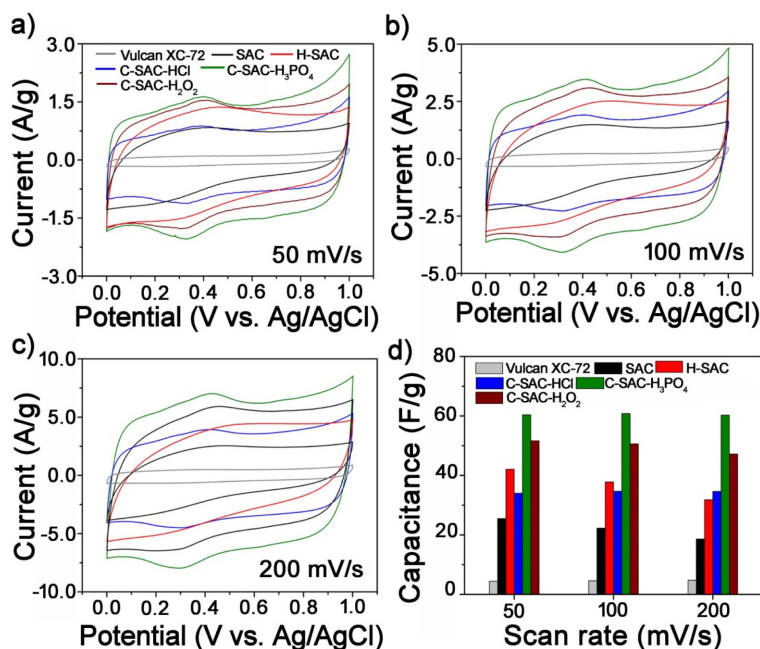 a)
Current (A/g)
3.0
1.5
0.0
-1.5
-3.0
Vulcan XC-72 SAC H-SAC
C-SAC-HCl C-SAC-H₃PO₄
C-SAC-H₂O₂
50 mV/s
0.0 0.2 0.4 0.6 0.8 1.0
Potential (V vs. Ag/AgCl)
b)
Current (A/g)
5.0
2.5
0.0
-2.5
-5.0
100 mV/s
0.0 0.2 0.4 0.6 0.8 1.0
Potential (V vs. Ag/AgCl)
c)
Current (A/g)
10.0
5.0
0.0
-5.0
-10.0
200 mV/s
0.0 0.2 0.4 0.6 0.8 1.0
Potential (V vs. Ag/AgCl)
d)
Capacitance (F/g)
80
60
40
20
0
Vulcan XC-72 SAC H-SAC
C-SAC-HCl C-SAC-H₃PO₄
C-SAC-H₂O₂
50 100 200
Scan rate (mV/s)